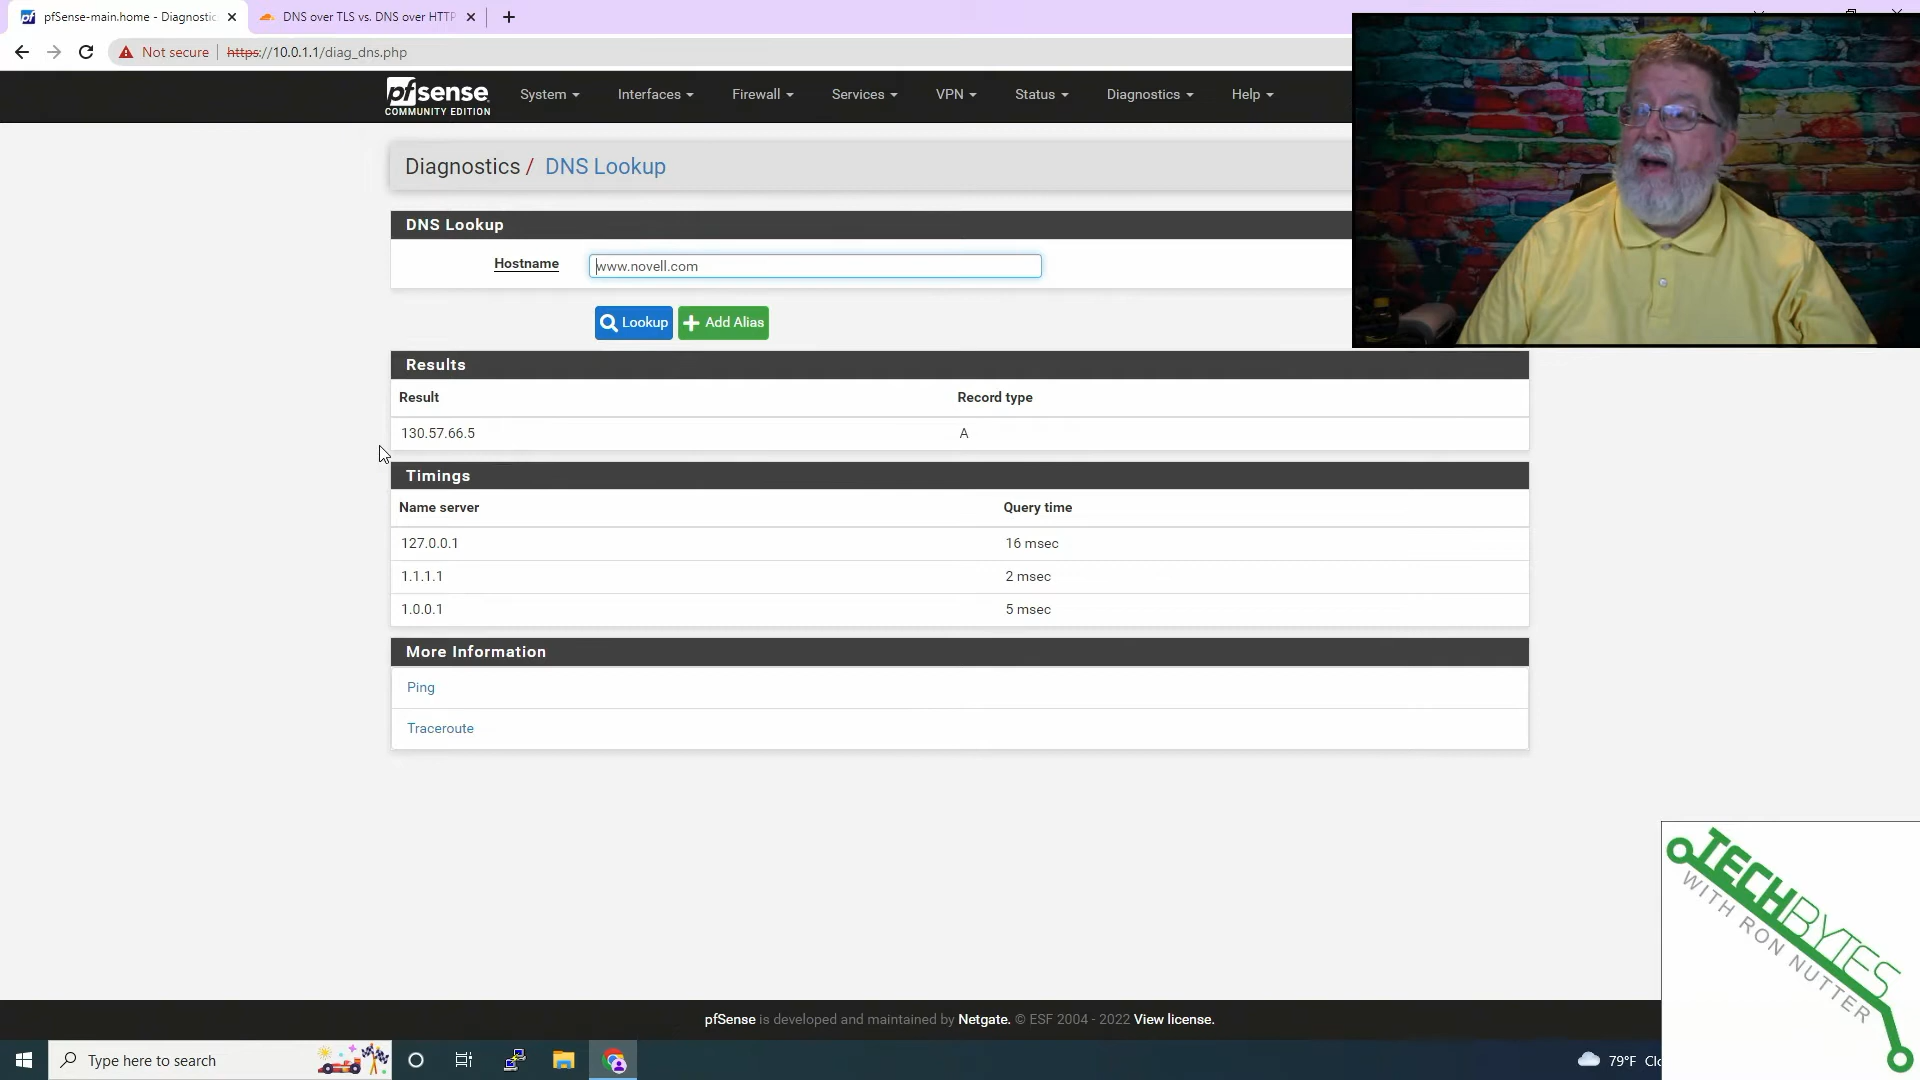 pfSense-main.home - Diagnostic
DNS over TLS vs. DNS over HTTP
Not secure
https://10.0.1.1/diag_dns.php
pfsense
COMMUNITY EDITION
System
Interfaces
Firewall
Services
VPN
Status
Diagnostics
Help
Diagnostics / DNS Lookup
DNS Lookup
Hostname
www.novell.com
Lookup
Add Alias
Results
Result
Record type
130.57.66.5
A
Timings
Name server
Query time
127.0.0.1
16 msec
1.1.1.1
2 msec
1.0.0.1
5 msec
More Information
Ping
Traceroute
pfSense is developed and maintained by Netgate. © ESF 2004 - 2022 View license.
Type here to search
79°F Clo
TECHBYTES
WITH RON NUTTER